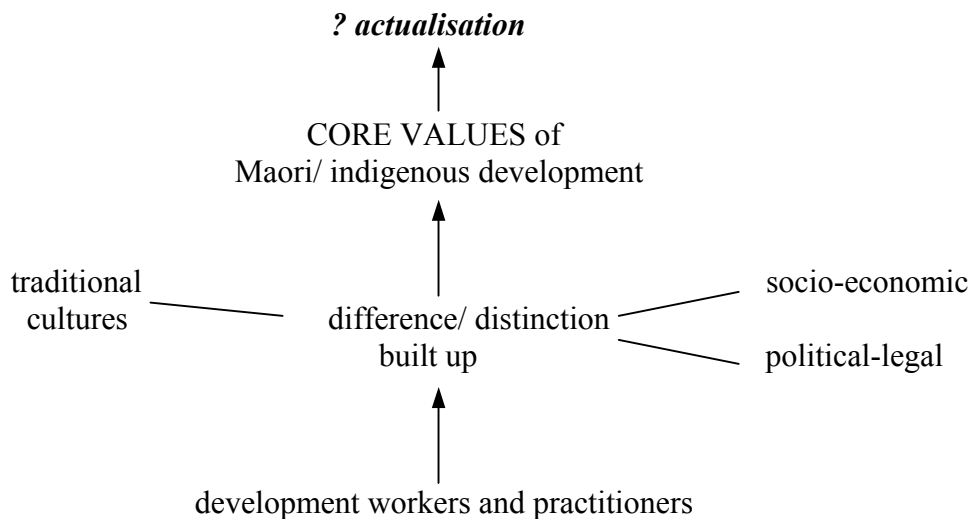 ? actualisation
CORE VALUES of
Maori/ indigenous development
traditional
cultures
difference/ distinction
built up
socio-economic
political-legal
development workers and practitioners